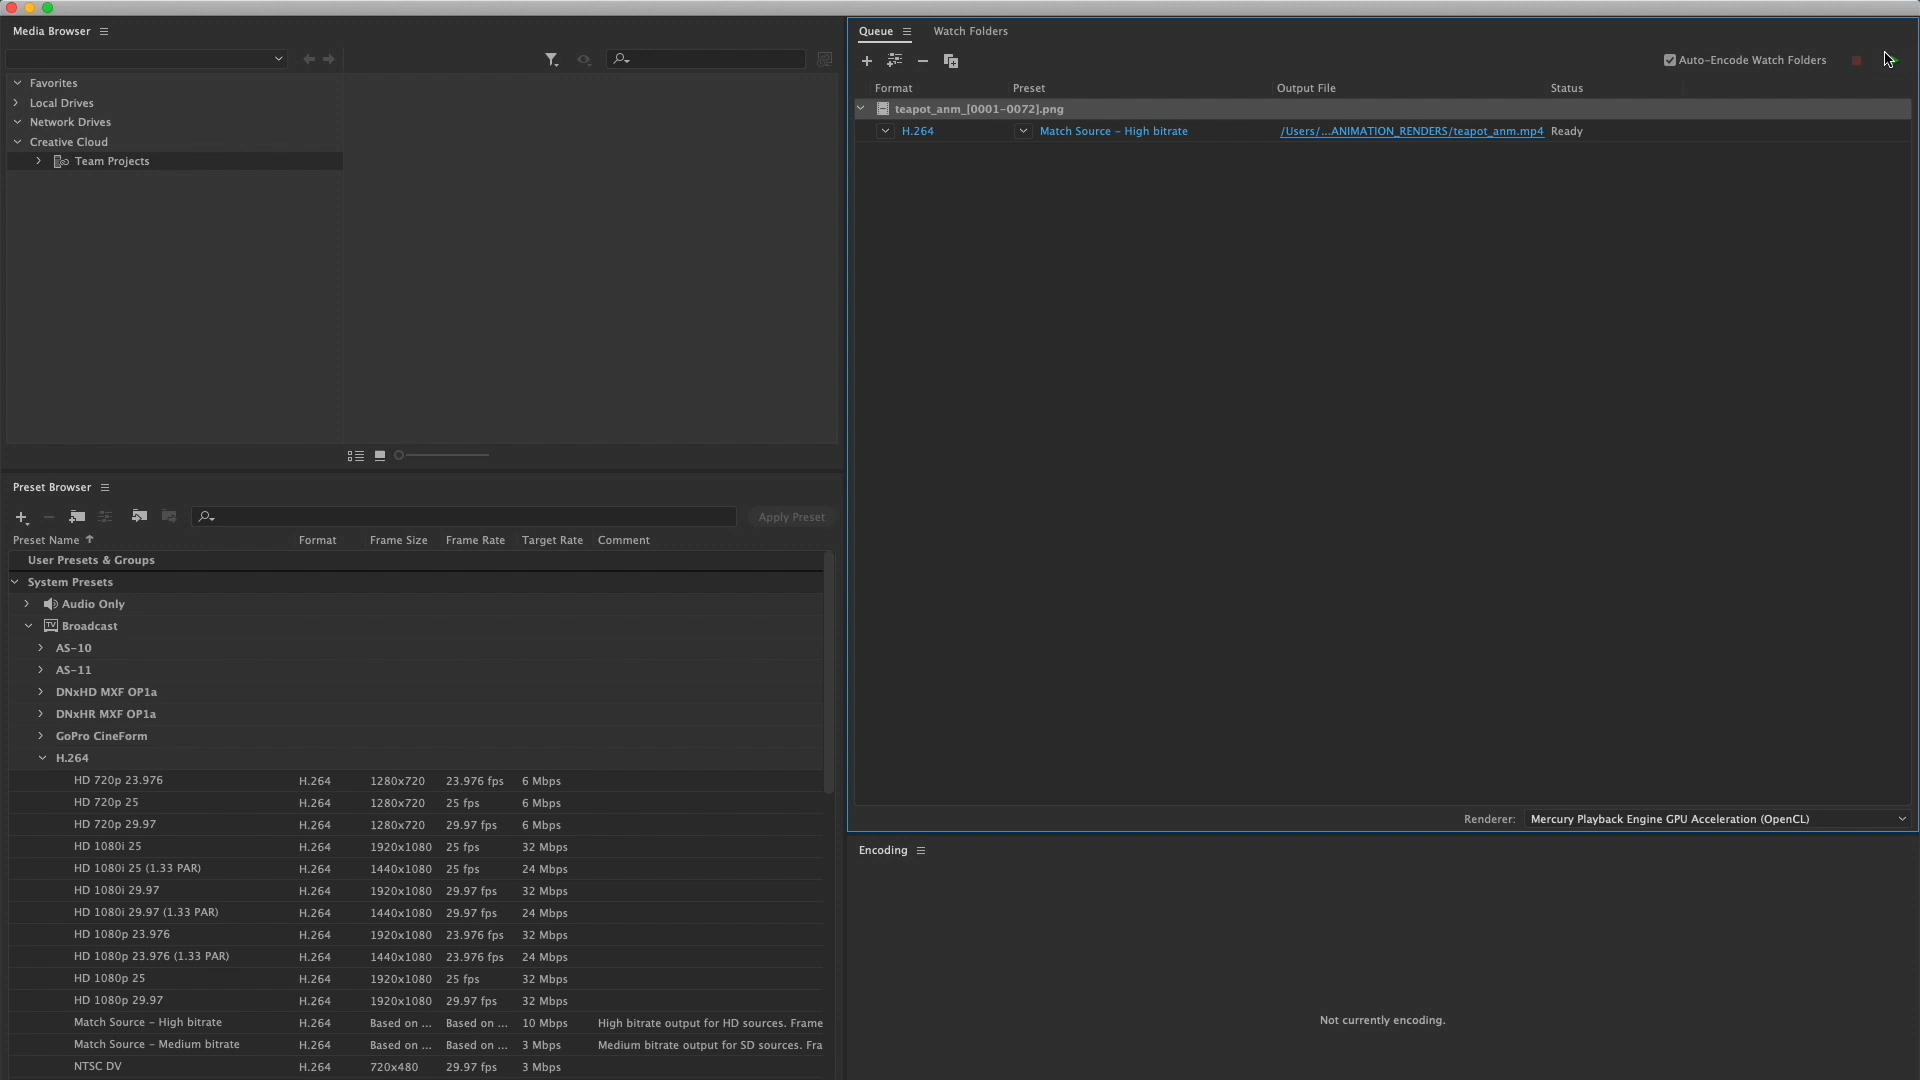 Media Browser
Favorites
Local Drives
Network Drives
Creative Cloud
Team Projects
Preset Browser
Apply Preset
Preset Name Format Frame Size Frame Rate Target Rate Comment
User Presets & Groups
System Presets
Audio Only
TV Broadcast
AS-10
AS-11
DNxHD MXF OP1a
DNxHR MXF OP1a
GoPro CineForm
H.264
HD 720p 23.976 H.264 1280x720 23.976 fps 6 Mbps
HD 720p 25 H.264 1280x720 25 fps 6 Mbps
HD 720p 29.97 H.264 1280x720 29.97 fps 6 Mbps
HD 1080i 25 H.264 1920x1080 25 fps 32 Mbps
HD 1080i 25 (1.33 PAR) H.264 1440x1080 25 fps 24 Mbps
HD 1080i 29.97 H.264 1920x1080 29.97 fps 32 Mbps
HD 1080i 29.97 (1.33 PAR) H.264 1440x1080 29.97 fps 24 Mbps
HD 1080p 23.976 H.264 1920x1080 23.976 fps 32 Mbps
HD 1080p 23.976 (1.33 PAR) H.264 1440x1080 23.976 fps 24 Mbps
HD 1080p 25 H.264 1920x1080 25 fps 32 Mbps
HD 1080p 29.97 H.264 1920x1080 29.97 fps 32 Mbps
Match Source - High bitrate H.264 Based on ... Based on ... 10 Mbps High bitrate output for HD sources. Frame
Match Source - Medium bitrate H.264 Based on ... Based on ... 3 Mbps Medium bitrate output for SD sources. Fra
NTSC DV H.264 720x480 29.97 fps 3 Mbps
Queue Watch Folders
Auto-Encode Watch Folders
Format Preset Output File Status
teapot_anm_[0001-0072].png
H.264 Match Source - High bitrate /Users/...ANIMATION_RENDERS/teapot_anm.mp4 Ready
Renderer: Mercury Playback Engine GPU Acceleration (OpenCL)
Encoding
Not currently encoding.